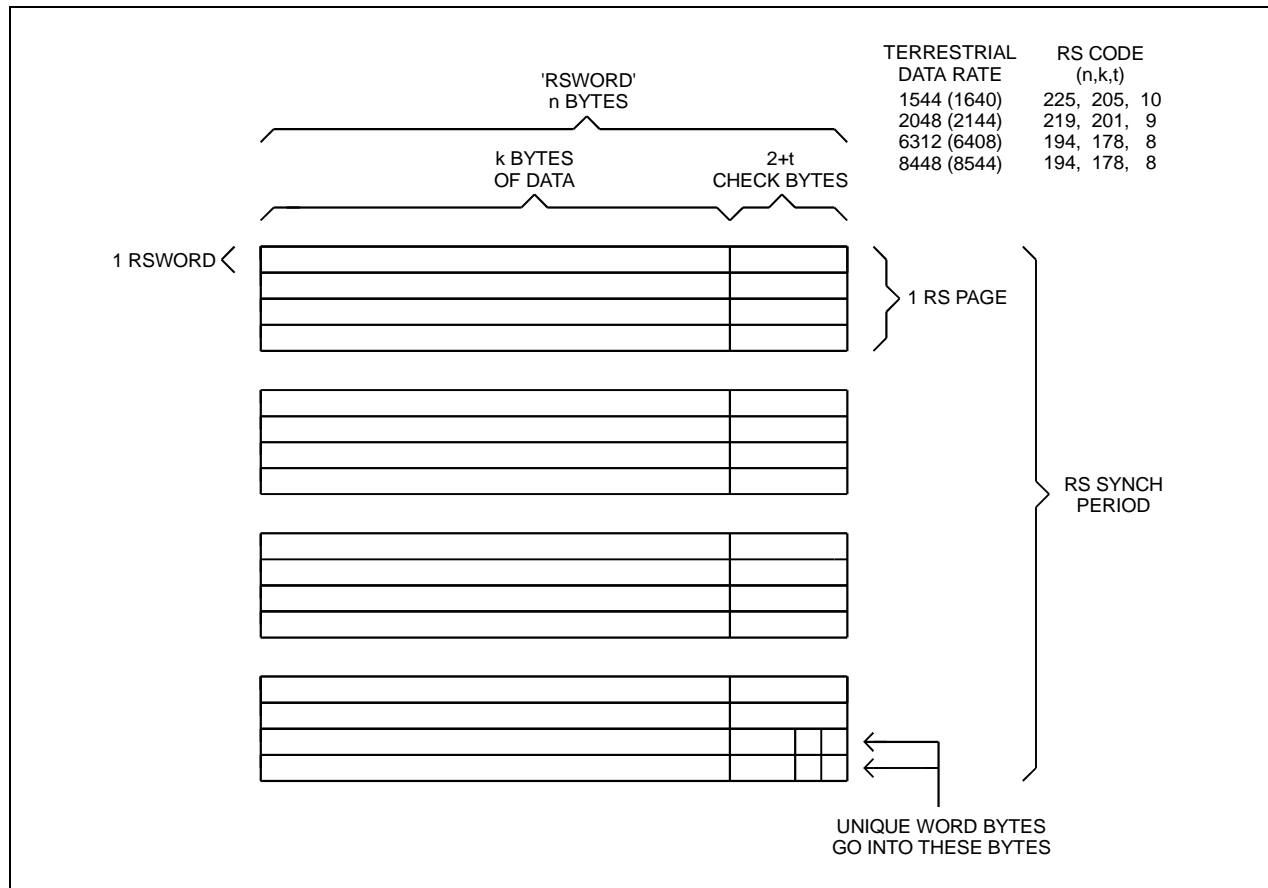 TERRESTRIAL
DATA RATE
RS CODE
(n,k,t)
1544 (1640) 225, 205, 10
2048 (2144) 219, 201, 9
6312 (6408) 194, 178, 8
8448 (8544) 194, 178, 8
'RSWORD'
n BYTES
k BYTES
OF DATA
2+t
CHECK BYTES
1 RSWORD
1 RS PAGE
RS SYNCH
PERIOD
UNIQUE WORD BYTES
GO INTO THESE BYTES